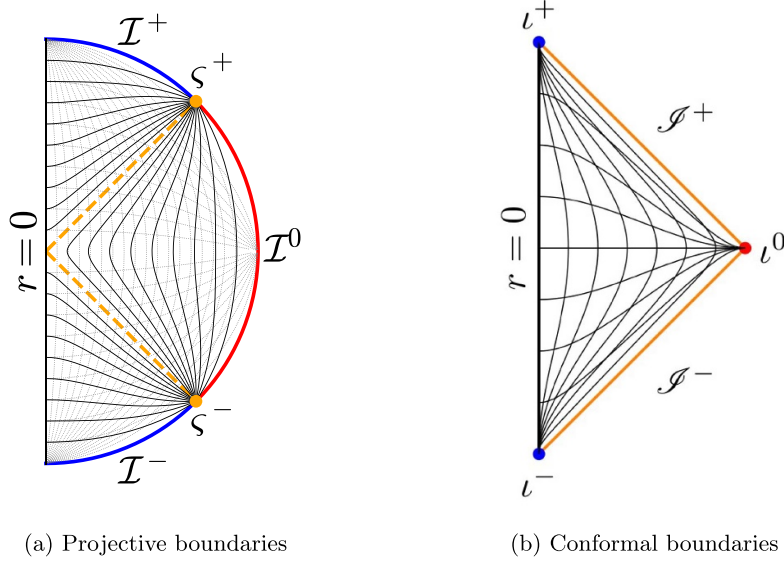 𝓘⁺
ς⁺
r = 0
𝓘⁰
ς⁻
𝓘⁻
(a) Projective boundaries
ι⁺
ℐ⁺
r = 0
ι⁰
ℐ⁻
ι⁻
(b) Conformal boundaries